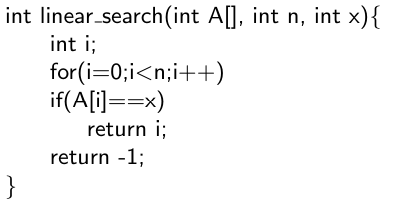 int linear_search(int A[], int n, int x){
int i;
for(i=0;i<n;i++)
if(A[i]==x)
return i;
return -1;
}